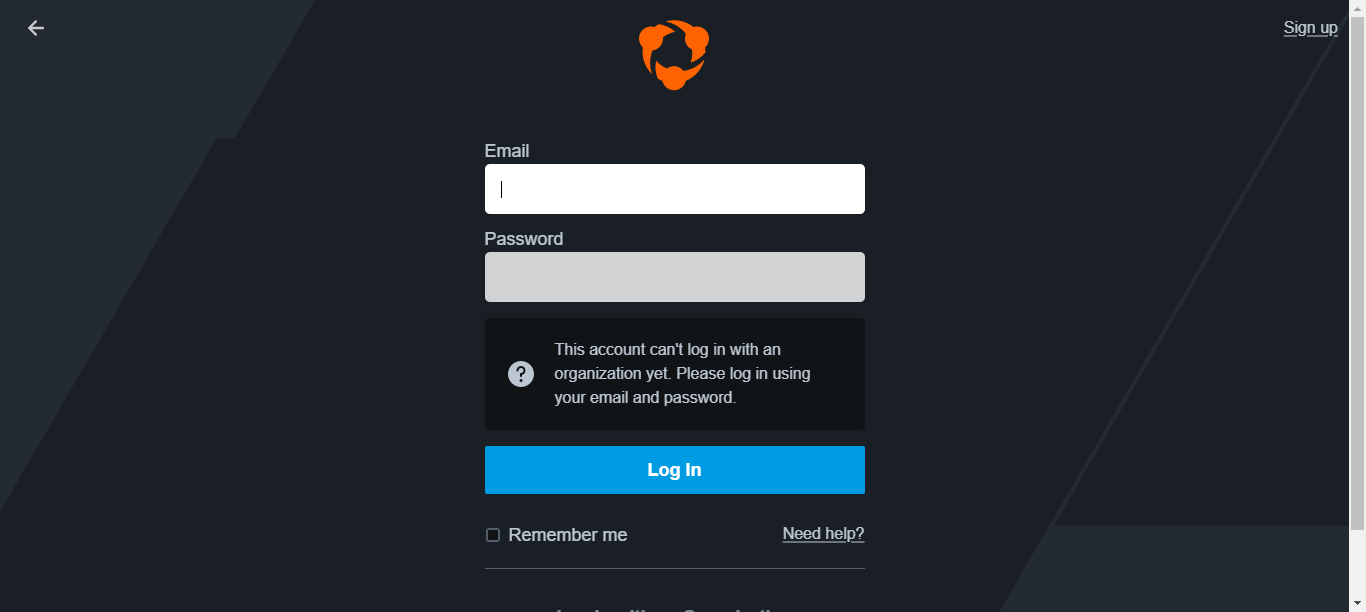 Sign up
Email
Password
This account can't log in with an
organization yet. Please log in using
your email and password.
Log In
Remember me
Need help?